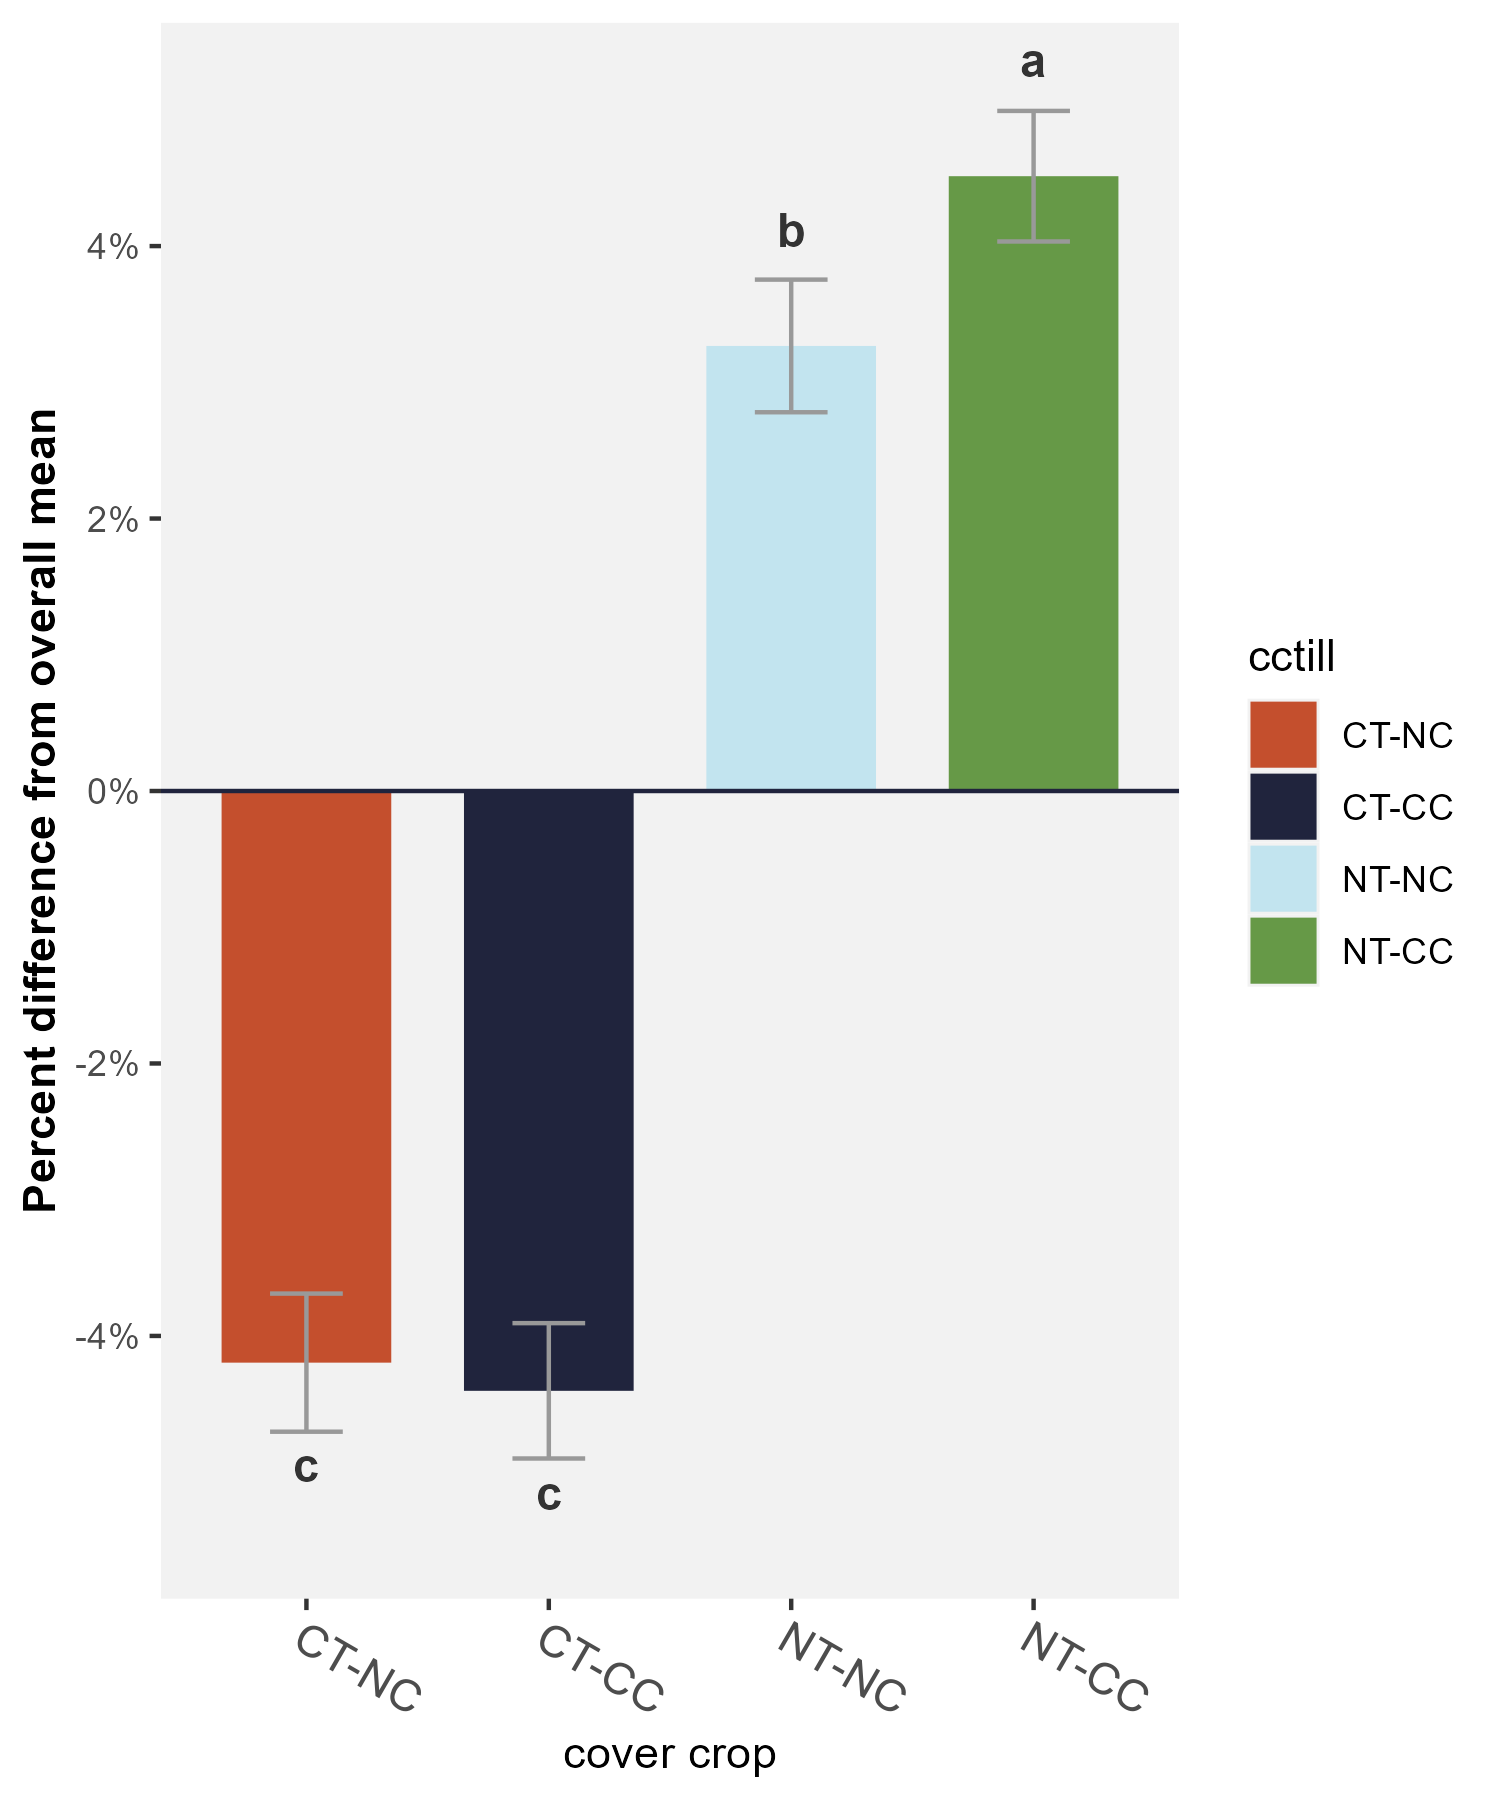 a
b
4%
2%
0%
-2%
-4%
c
c
Percent difference from overall mean
CT-NC
CT-CC
NT-NC
NT-CC
cover crop
cctill
CT-NC
CT-CC
NT-NC
NT-CC